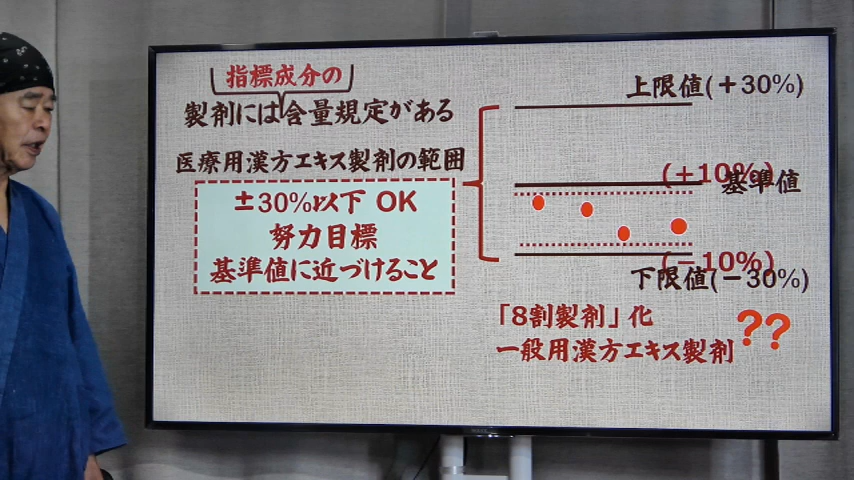 指標成分の
製剤には含量規定がある
医療用漢方エキス製剤の範囲
±30%以下 OK
努力目標
基準値に近づけること
上限値(+30%)
(+10%)
基準値
(-10%)
下限値(-30%)
「8割製剤」化
一般用漢方エキス製剤
??